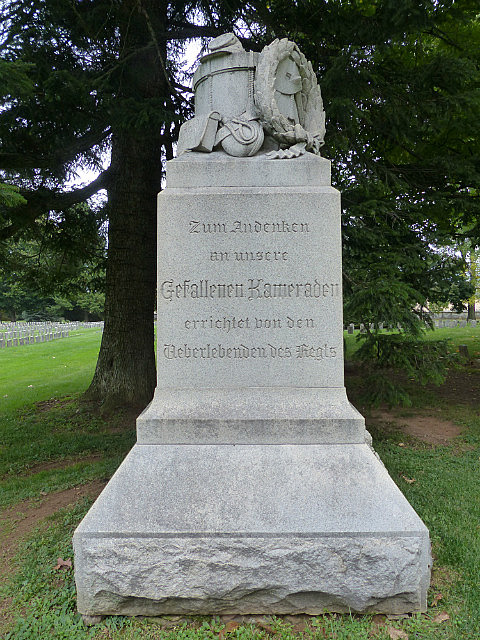 Zum Andenken
an unsere
Gefallenen Kameraden
errichtet von den
Ueberlebenden des Regts